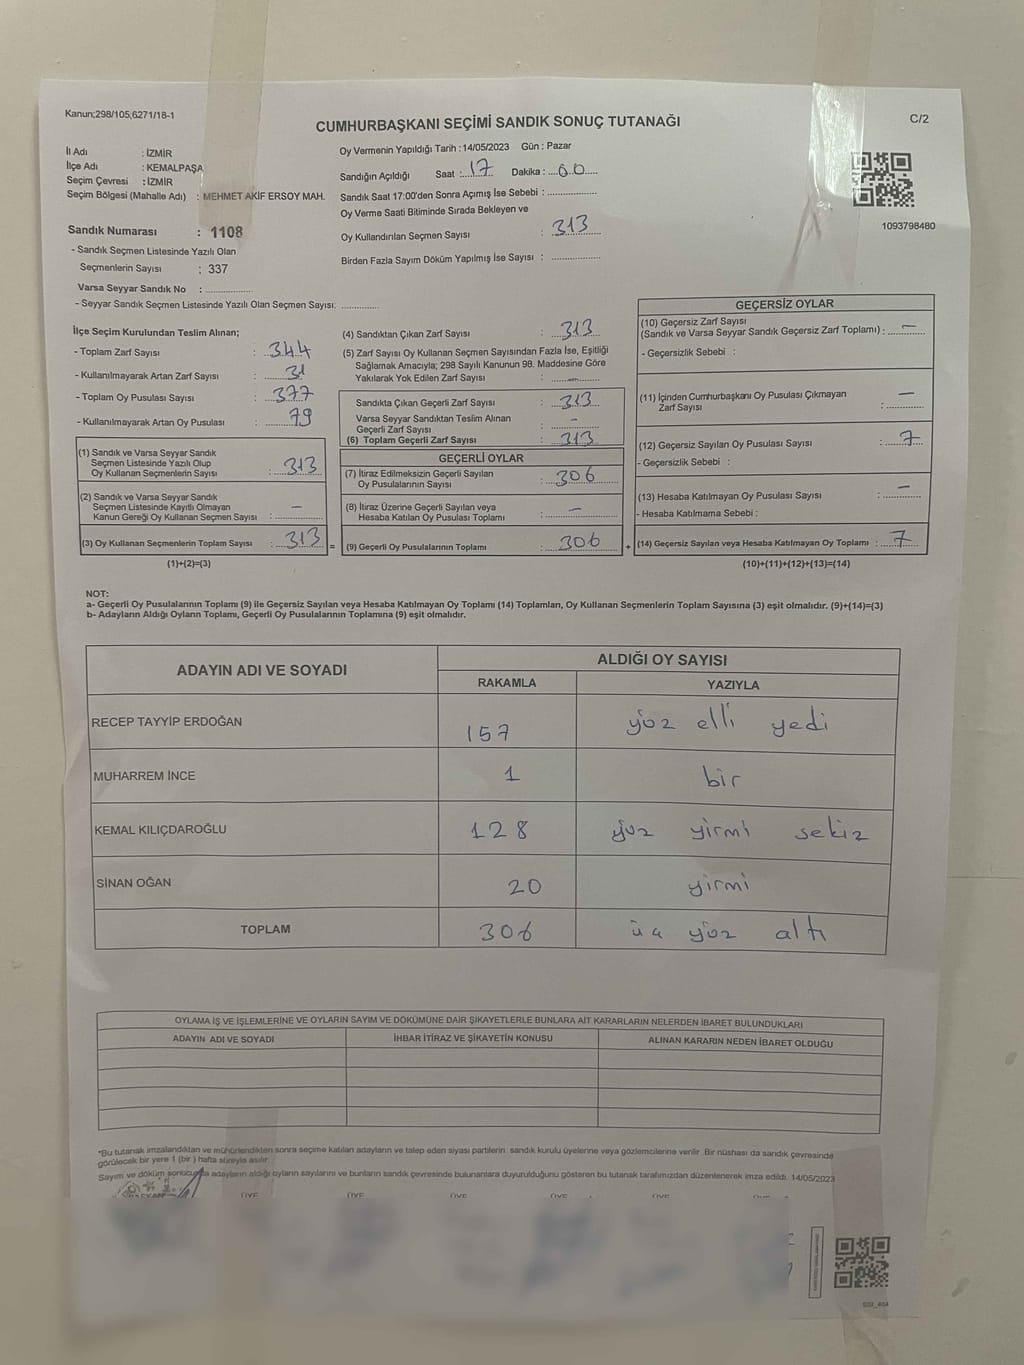 Kanun;298/105,6271/18-1
C/2
CUMHURBAŞKANI SEÇİMİ SANDIK SONUÇ TUTANAĞI
İl Adı : İZMİR
İlçe Adı : KEMALPAŞA
Seçim Çevresi : İZMİR
Seçim Bölgesi (Mahalle Adı) : MEHMET AKİF ERSOY MAH.
Oy Vermenin Yapıldığı Tarih : 14/05/2023 Gün : Pazar
Sandığın Açıldığı Saat : 17 Dakika : 00
Sandık Saat 17:00'den Sonra Açımış İse Sebebi : ..................
Oy Verme Saati Bitiminde Sırada Bekleyen ve
Oy Kullandırılan Seçmen Sayısı : 313
Birden Fazla Sayım Döküm Yapılmış İse Sayısı : ..................
1093798480
Sandık Numarası : 1108
- Sandık Seçmen Listesinde Yazılı Olan
Seçmenlerin Sayısı : 337
Varsa Seyyar Sandık No : ..................
- Seyyar Sandık Seçmen Listesinde Yazılı Olan Seçmen Sayısı: ..............
İlçe Seçim Kurulundan Teslim Alınan;
- Toplam Zarf Sayısı : 344
- Kullanılmayarak Artan Zarf Sayısı : 31
- Toplam Oy Pusulası Sayısı : 377
- Kullanılmayarak Artan Oy Pusulası : 79
(1) Sandık ve Varsa Seyyar Sandık
Seçmen Listesinde Yazılı Olup
Oy Kullanan Seçmenlerin Sayısı : 313
(2) Sandık ve Varsa Seyyar Sandık
Seçmen Listesinde Kayıtlı Olmayan
Kanun Gereği Oy Kullanan Seçmen Sayısı : —
(3) Oy Kullanan Seçmenlerin Toplam Sayısı : 313 =
(1)+(2)=(3)
(4) Sandıktan Çıkan Zarf Sayısı : 313
(5) Zarf Sayısı Oy Kullanan Seçmen Sayısından Fazla İse, Eşitliği
Sağlamak Amacıyla; 298 Sayılı Kanunun 98. Maddesine Göre
Yakılarak Yok Edilen Zarf Sayısı : —
Sandıkta Çıkan Geçerli Zarf Sayısı : 313
Varsa Seyyar Sandıktan Teslim Alınan
Geçerli Zarf Sayısı : —
(6) Toplam Geçerli Zarf Sayısı : 313
GEÇERLİ OYLAR
(7) İtiraz Edilmeksizin Geçerli Sayılan
Oy Pusulalarının Sayısı : 306
(8) İtiraz Üzerine Geçerli Sayılan veya
Hesaba Katılan Oy Pusulası Toplamı : —
(9) Geçerli Oy Pusulalarının Toplamı : 306 +
GEÇERSİZ OYLAR
(10) Geçersiz Zarf Sayısı
(Sandık ve Varsa Seyyar Sandık Geçersiz Zarf Toplamı) : —
- Geçersizlik Sebebi :
(11) İçinden Cumhurbaşkanı Oy Pusulası Çıkmayan
Zarf Sayısı : —
(12) Geçersiz Sayılan Oy Pusulası Sayısı : 7
- Geçersizlik Sebebi :
(13) Hesaba Katılmayan Oy Pusulası Sayısı : —
- Hesaba Katılmama Sebebi :
(14) Geçersiz Sayılan veya Hesaba Katılmayan Oy Toplamı : 7
(10)+(11)+(12)+(13)=(14)
NOT:
a- Geçerli Oy Pusulalarının Toplamı (9) ile Geçersiz Sayılan veya Hesaba Katılmayan Oy Toplamı (14) Toplamları, Oy Kullanan Seçmenlerin Toplam Sayısına (3) eşit olmalıdır. (9)+(14)=(3)
b- Adayların Aldığı Oyların Toplamı, Geçerli Oy Pusulalarının Toplamına (9) eşit olmalıdır.
ADAYIN ADI VE SOYADI ALDIĞI OY SAYISI
RAKAMLA YAZIYLA
RECEP TAYYİP ERDOĞAN 157 yüz elli yedi
MUHARREM İNCE 1 bir
KEMAL KILIÇDAROĞLU 128 yüz yirmi sekiz
SİNAN OĞAN 20 yirmi
TOPLAM 306 üç yüz altı
OYLAMA İŞ VE İŞLEMLERİNE VE OYLARIN SAYIM VE DÖKÜMÜNE DAİR ŞİKAYETLERLE BUNLARA AİT KARARLARIN NELERDEN İBARET BULUNDUKLARI
ADAYIN ADI VE SOYADI İHBAR İTİRAZ VE ŞİKAYETİN KONUSU ALINAN KARARIN NEDEN İBARET OLDUĞU
*Bu tutanak imzalandıktan ve mühürlendikten sonra seçime katılan adayların ve talep eden siyasi partilerin sandık kurulu üyelerine veya gözlemcilerine verilir. Bir nüshası da sandık çevresinde
görülecek bir yere 1 (bir) hafta süreyla asılır.
Sayım ve döküm sonucunda adayların aldığı oyların sayılarını ve bunların sandık çevresinde bulunanlara duyurulduğunu gösteren bu tutanak tarafımızdan düzenlenerek imza edildi. 14/05/2023
ÜYE ÜYE ÜYE ÜYE ÜYE